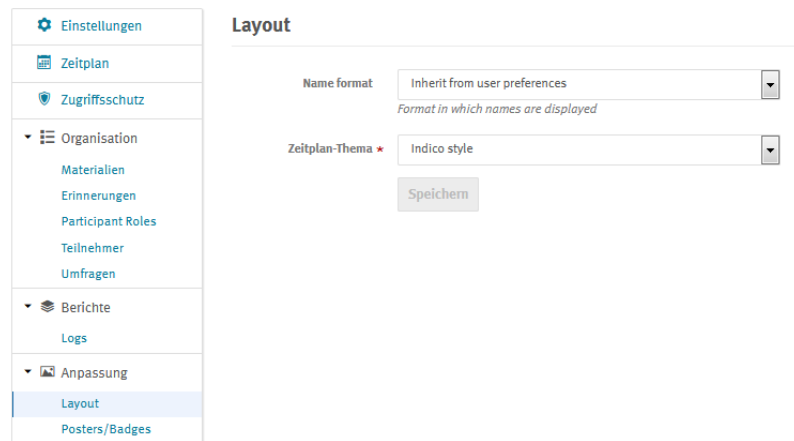 Einstellungen
Zeitplan
Zugriffsschutz
Organisation
Materialien
Erinnerungen
Participant Roles
Teilnehmer
Umfragen
Berichte
Logs
Anpassung
Layout
Posters/Badges
Layout
Name format Inherit from user preferences
Format in which names are displayed
Zeitplan-Thema * Indico style
Speichern